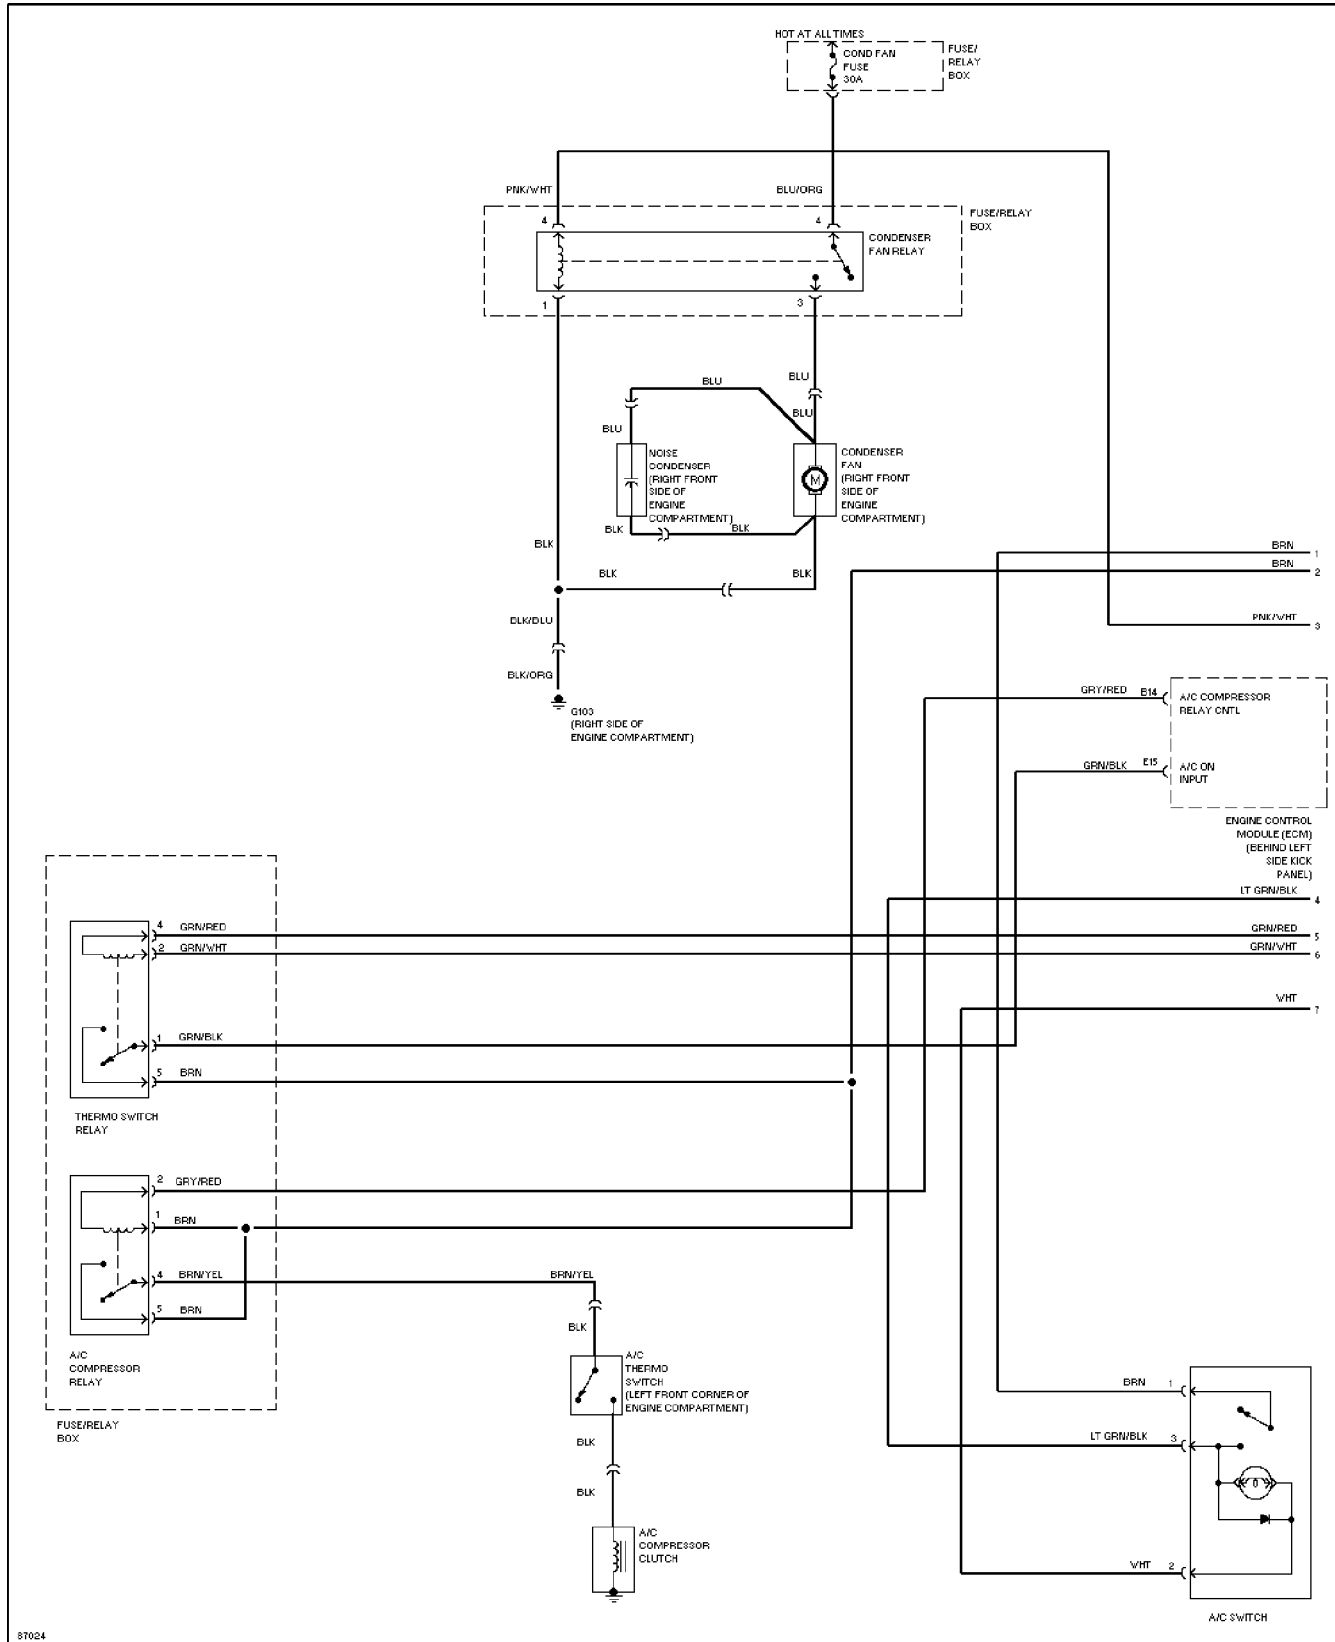 HOT AT ALL TIMES
COND FAN
FUSE
30A
FUSE/
RELAY
BOX
PNK/WHT
BLU/ORG
4
4
FUSE/RELAY
BOX
CONDENSER
FAN RELAY
1
3
BLU
BLU
BLU
BLU
NOISE
CONDENSER
(RIGHT FRONT
SIDE OF
ENGINE
COMPARTMENT)
M
CONDENSER
FAN
(RIGHT FRONT
SIDE OF
ENGINE
COMPARTMENT)
BLK
BLK
BLK
BLK
BLK
BLK/BLU
BLK/ORG
G103
(RIGHT SIDE OF
ENGINE COMPARTMENT)
BRN 1
BRN 2
PNK/WHT 3
GRY/RED B14
A/C COMPRESSOR
RELAY CNTL
GRN/BLK E15
A/C ON
INPUT
ENGINE CONTROL
MODULE (ECM)
(BEHIND LEFT
SIDE KICK
PANEL)
LT GRN/BLK 4
GRN/RED 5
GRN/WHT 6
WHT 7
4 GRN/RED
2 GRN/WHT
1 GRN/BLK
5 BRN
THERMO SWITCH
RELAY
2 GRY/RED
1 BRN
4 BRN/YEL
BRN/YEL
5 BRN
A/C
COMPRESSOR
RELAY
FUSE/RELAY
BOX
BLK
A/C
THERMO
SWITCH
(LEFT FRONT CORNER OF
ENGINE COMPARTMENT)
BLK
BLK
A/C
COMPRESSOR
CLUTCH
BRN 1
LT GRN/BLK 3
0
WHT 2
A/C SWITCH
87024